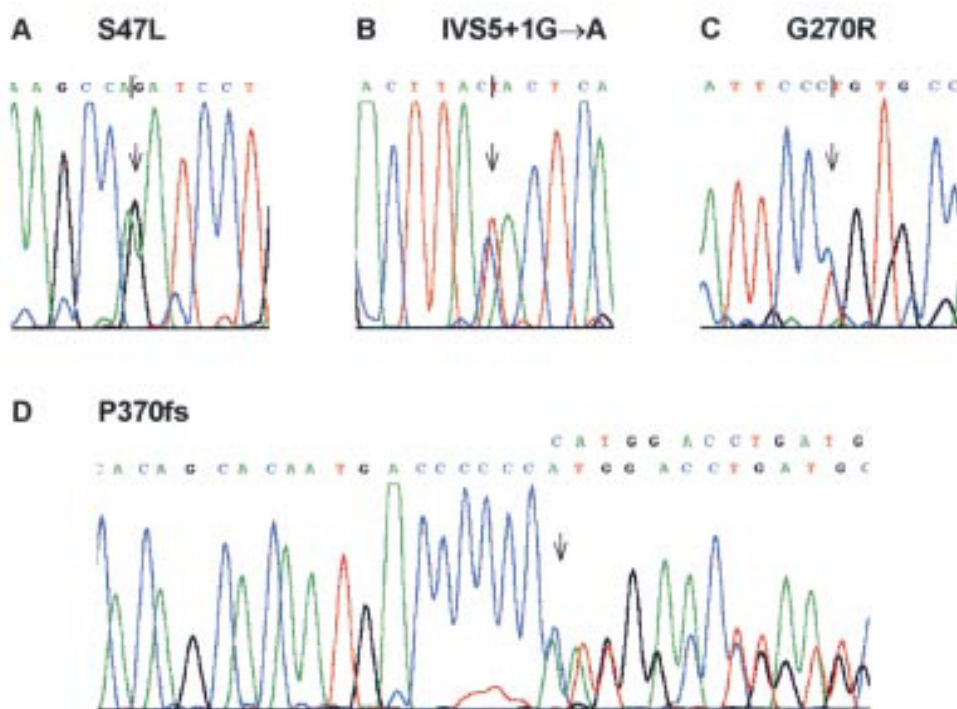 A S47L
B IVS5+1G→A
C G270R
A A G C C A|G A T C C T
A C T T A C|T A C T C A
A T T C C C|T G T G C C
D P370fs
C A T G G A C C T G A T G
C A C A G C A C A A T G A C C C C C C A T G G A C C T G A T G C